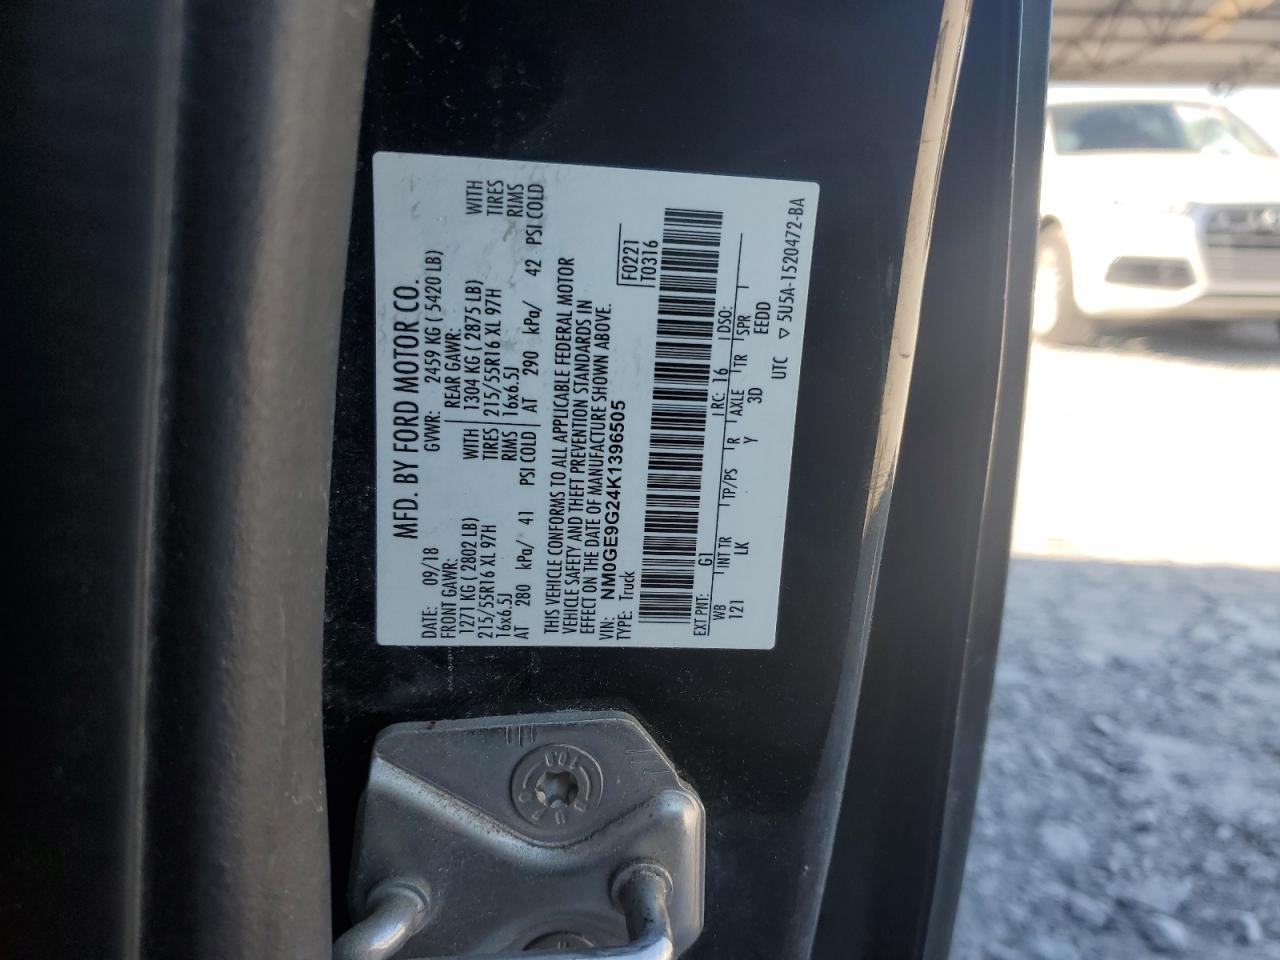 MFD. BY FORD MOTOR CO.
DATE: 09/18 GVWR: 2459 KG ( 5420 LB)
FRONT GAWR: REAR GAWR:
1271 KG ( 2802 LB) WITH 1304 KG ( 2875 LB) WITH
215/55R16 XL 97H TIRES 215/55R16 XL 97H TIRES
16x6.5J RIMS 16x6.5J RIMS
AT 280 kPa/ 41 PSI COLD AT 290 kPa/ 42 PSI COLD
THIS VEHICLE CONFORMS TO ALL APPLICABLE FEDERAL MOTOR
VEHICLE SAFETY AND THEFT PREVENTION STANDARDS IN
EFFECT ON THE DATE OF MANUFACTURE SHOWN ABOVE.
VIN: NM0GE9G24K1396505 F0221
TYPE: Truck T0316
EXT PNT: G1 RC: 16 DSO:
WB INT TR TP/PS R AXLE TR SPR
121 LK Y 3D EEDD
UTC ▽ 5U5A-1520472-BA